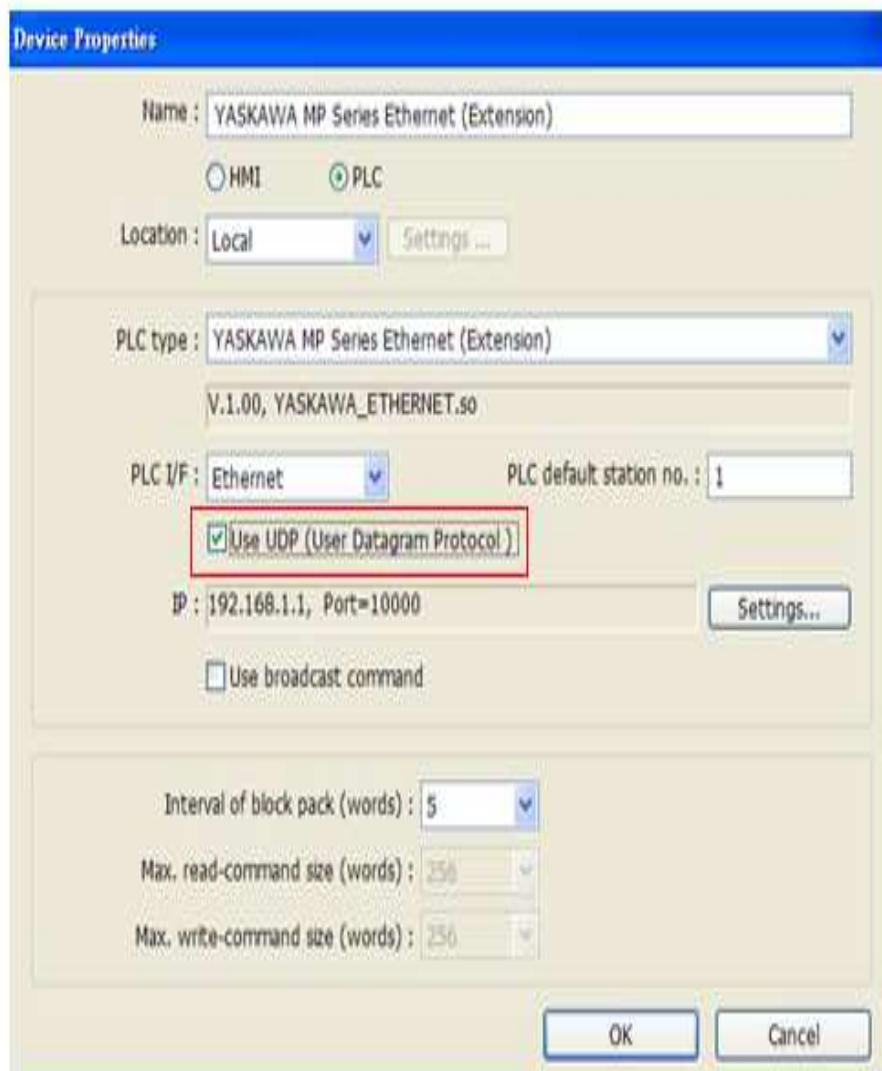 Device Properties
Name : YASKAWA MP Series Ethernet (Extension)
HMI PLC
Location : Local Settings ...
PLC type : YASKAWA MP Series Ethernet (Extension)
V.1.00, YASKAWA_ETHERNET.so
PLC I/F : Ethernet PLC default station no. : 1
Use UDP (User Datagram Protocol )
IP : 192.168.1.1, Port=10000 Settings...
Use broadcast command
Interval of block pack (words) : 5
Max. read-command size (words) : 256
Max. write-command size (words) : 256
OK Cancel